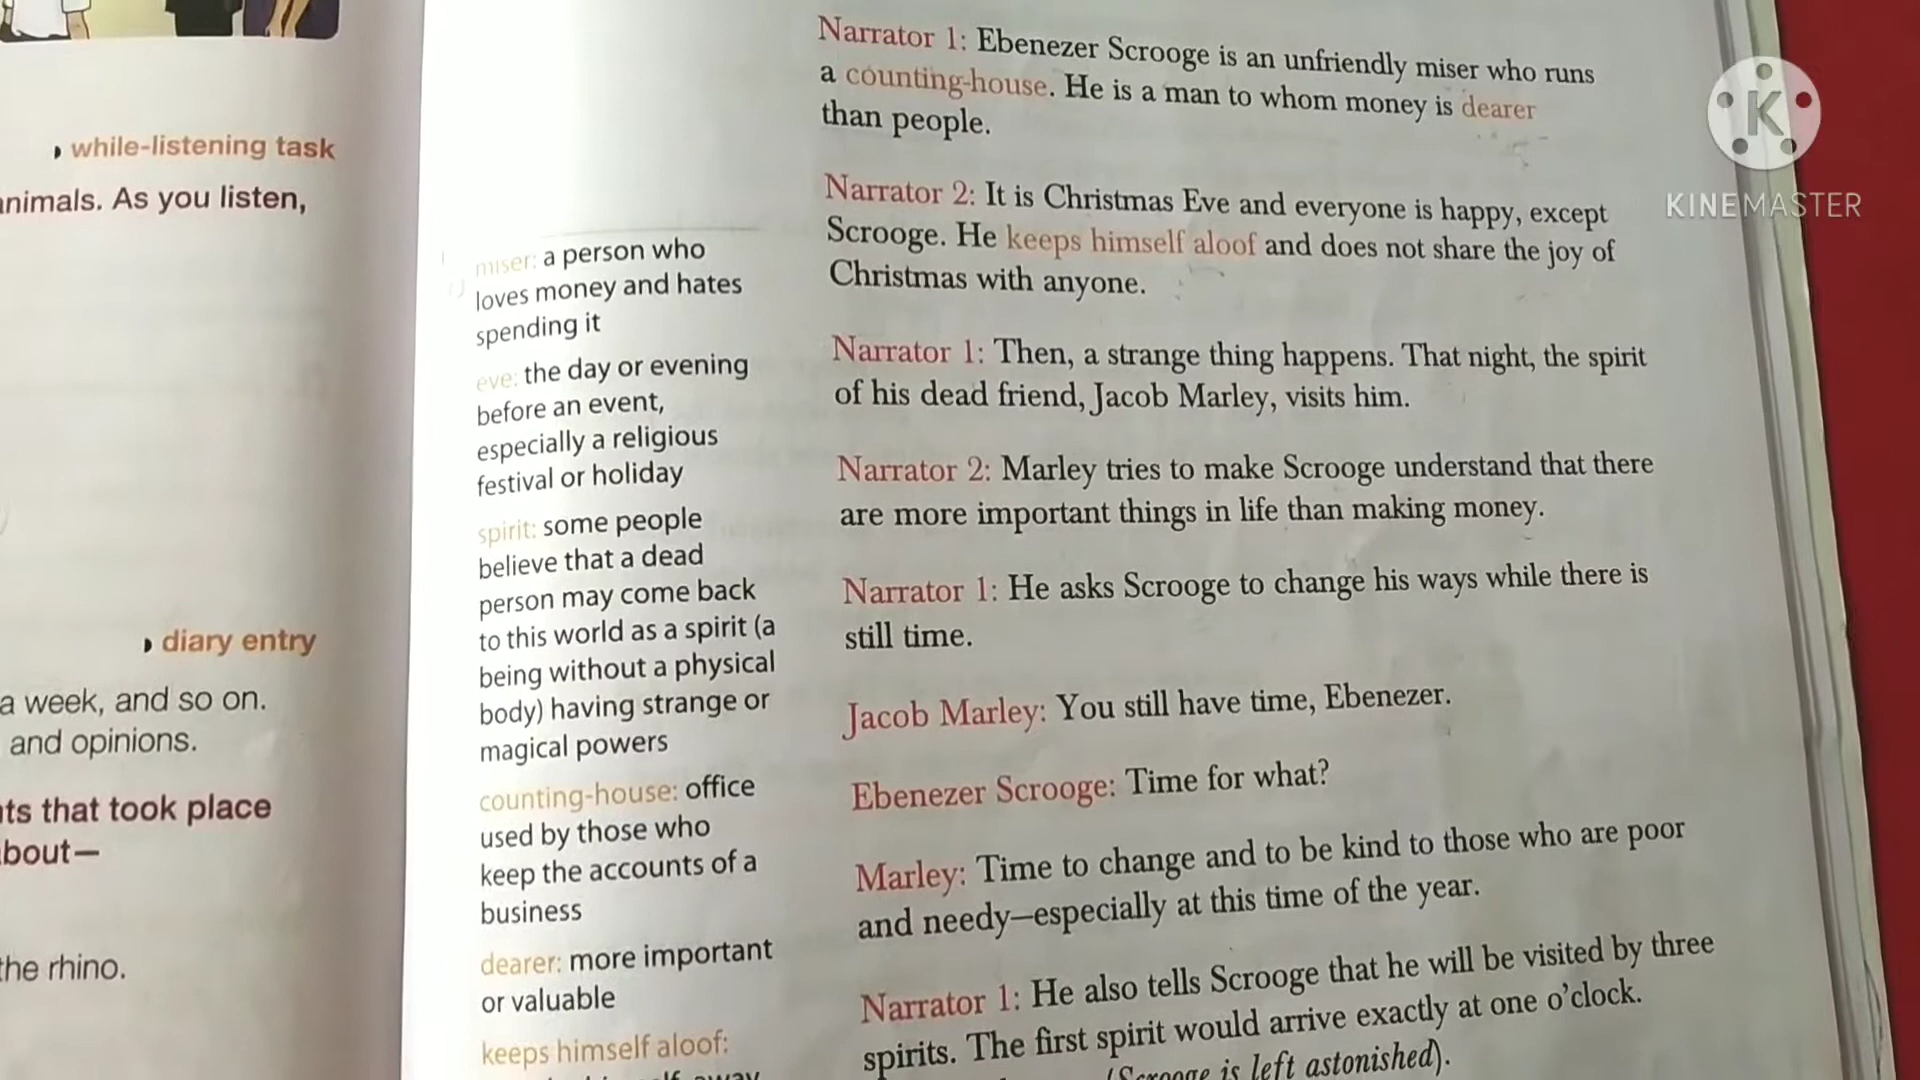 while-listening task
animals. As you listen,
diary entry
a week, and so on.
and opinions.
that took place
the rhino.
miser: a person who
loves money and hates
spending it
eve: the day or evening
before an event,
especially a religious
festival or holiday
spirit: some people
believe that a dead
person may come back
to this world as a spirit (a
being without a physical
body) having strange or
magical powers
counting-house: office
used by those who
keep the accounts of a
business
dearer: more important
or valuable
keeps himself aloof:
Narrator 1: Ebenezer Scrooge is an unfriendly miser who runs
a counting-house. He is a man to whom money is dearer
than people.
Narrator 2: It is Christmas Eve and everyone is happy, except
Scrooge. He keeps himself aloof and does not share the joy of
Christmas with anyone.
Narrator 1: Then, a strange thing happens. That night, the spirit
of his dead friend, Jacob Marley, visits him.
Narrator 2: Marley tries to make Scrooge understand that there
are more important things in life than making money.
Narrator 1: He asks Scrooge to change his ways while there is
still time.
Jacob Marley: You still have time, Ebenezer.
Ebenezer Scrooge: Time for what?
Marley: Time to change and to be kind to those who are poor
and needy—especially at this time of the year.
Narrator 1: He also tells Scrooge that he will be visited by three
spirits. The first spirit would arrive exactly at one o'clock.
(Scrooge is left astonished).
K
KINEMASTER